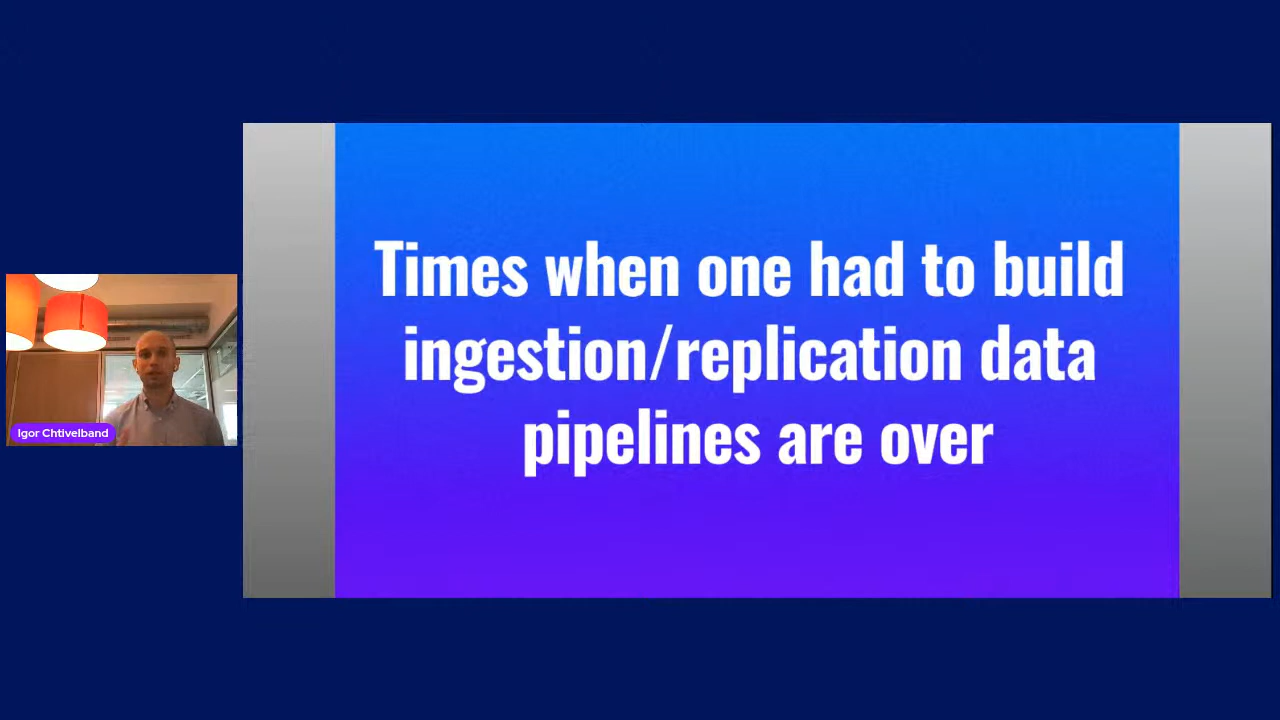 Times when one had to build
ingestion/replication data
pipelines are over
Igor Chtivelband